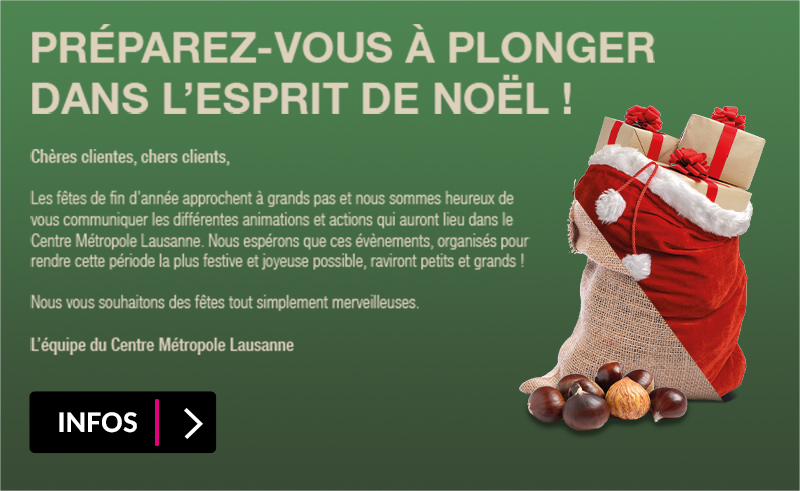 PRÉPAREZ-VOUS À PLONGER
DANS L’ESPRIT DE NOËL !
Chères clientes, chers clients,
Les fêtes de fin d’année approchent à grands pas et nous sommes heureux de
vous communiquer les différentes animations et actions qui auront lieu dans le
Centre Métropole Lausanne. Nous espérons que ces évènements, organisés pour
rendre cette période la plus festive et joyeuse possible, raviront petits et grands !
Nous vous souhaitons des fêtes tout simplement merveilleuses.
L’équipe du Centre Métropole Lausanne
INFOS